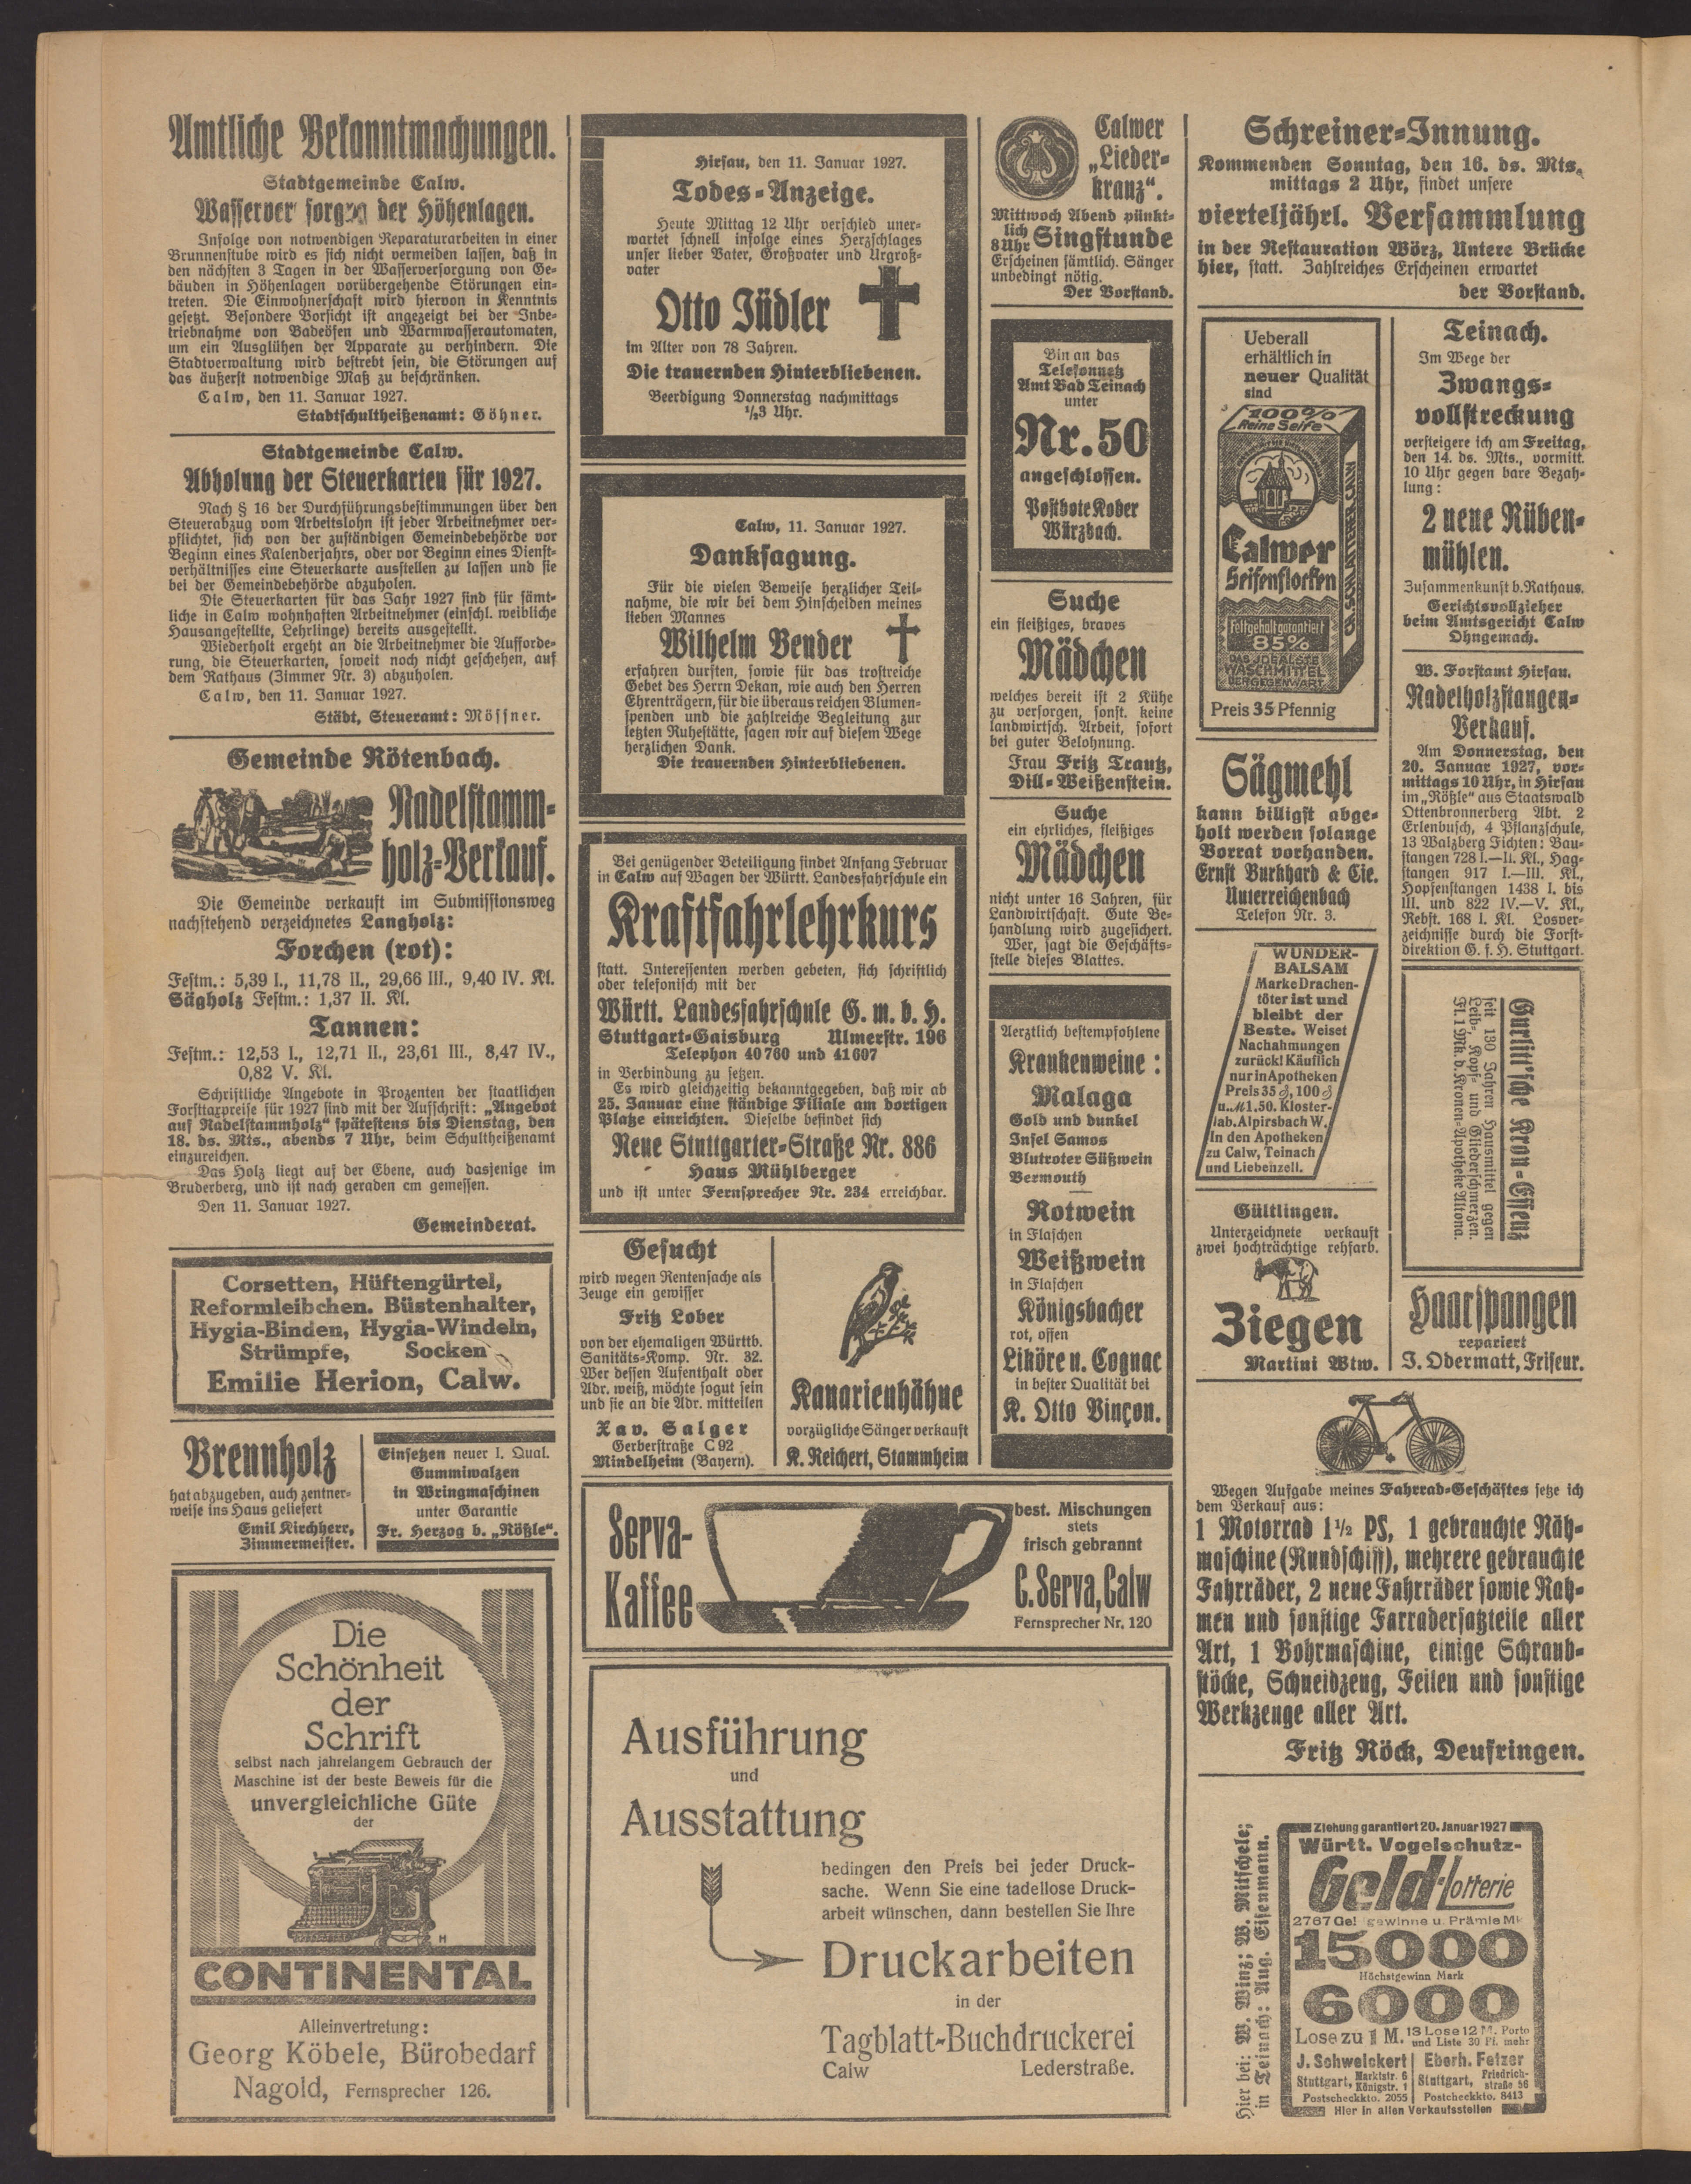 Amtliche Bekanntmachungen.
Stadtgemeinde Calw.
Wasserversorgung der Höhenlagen.
Infolge von notwendigen Reparaturarbeiten in einer
Brunnenstube wird es sich nicht vermeiden lassen, daß in
den nächsten 3 Tagen in der Wasserversorgung von Ge-
bäuden in Höhenlagen vorübergehende Störungen ein-
treten. Die Einwohnerschaft wird hiervon in Kenntnis
gesetzt. Besondere Vorsicht ist angezeigt bei der Inbe-
triebnahme von Badeöfen und Warmwasserautomaten,
um ein Ausglühen der Apparate zu verhindern. Die
Stadtverwaltung wird bestrebt sein, die Störungen auf
das äußerst notwendige Maß zu beschränken.
Calw, den 11. Januar 1927.
Stadtschultheißenamt: Göhner.
Stadtgemeinde Calw.
Abholung der Steuerkarten für 1927.
Nach § 16 der Durchführungsbestimmungen über den
Steuerabzug vom Arbeitslohn ist jeder Arbeitnehmer ver-
pflichtet, sich von der zuständigen Gemeindebehörde vor
Beginn eines Kalenderjahrs, oder vor Beginn eines Dienst-
verhältnisses eine Steuerkarte ausstellen zu lassen und sie
bei der Gemeindebehörde abzuholen.
Die Steuerkarten für das Jahr 1927 sind für sämt-
liche in Calw wohnhaften Arbeitnehmer (einschl. weibliche
Hausangestellte, Lehrlinge) bereits ausgestellt.
Wiederholt ergeht an die Arbeitnehmer die Aufforde-
rung, die Steuerkarten, soweit noch nicht geschehen, auf
dem Rathaus (Zimmer Nr. 3) abzuholen.
Calw, den 11. Januar 1927.
Städt, Steueramt: Mössner.
Gemeinde Rötenbach.
Nadelstamm-
holz-Verkauf.
Die Gemeinde verkauft im Submissionsweg
nachstehend verzeichnetes Langholz:
Forchen (rot):
Festm.: 5,39 I., 11,78 II., 29,66 III., 9,40 IV. Kl.
Sägholz Festm.: 1,37 II. Kl.
Tannen:
Festm.: 12,53 I., 12,71 II., 23,61 III., 8,47 IV.,
0,82 V. Kl.
Schriftliche Angebote in Prozenten der staatlichen
Forsttaxpreise für 1927 sind mit der Aufschrift: „Angebot
auf Nadelstammholz" spätestens bis Dienstag, den
18. ds. Mts., abends 7 Uhr, beim Schultheißenamt
einzureichen.
Das Holz liegt auf der Ebene, auch dasjenige im
Bruderberg, und ist nach geraden cm gemessen.
Den 11. Januar 1927.
Gemeinderat.
Corsetten, Hüftengürtel,
Reformleibchen. Büstenhalter,
Hygia-Binden, Hygia-Windeln,
Strümpfe, Socken
Emilie Herion, Calw.
Brennholz
hat abzugeben, auch zentner-
weise ins Haus geliefert
Emil Kirchherr,
Zimmermeister.
Einsetzen neuer I. Qual.
Gummiwalzen
in Wringmaschinen
unter Garantie
Fr. Herzog b. „Rößle".
Die
Schönheit
der
Schrift
selbst nach jahrelangem Gebrauch der
Maschine ist der beste Beweis für die
unvergleichliche Güte
der
CONTINENTAL
Alleinvertretung:
Georg Köbele, Bürobedarf
Nagold, Fernsprecher 126.
Hirsau, den 11. Januar 1927.
Todes-Anzeige.
Heute Mittag 12 Uhr verschied uner-
wartet schnell infolge eines Herzschlages
unser lieber Vater, Großvater und Urgroß-
vater
Otto Jüdler
im Alter von 78 Jahren.
Die trauernden Hinterbliebenen.
Beerdigung Donnerstag nachmittags
1/23 Uhr.
Calw, 11. Januar 1927.
Danksagung.
Für die vielen Beweise herzlicher Teil-
nahme, die wir bei dem Hinscheiden meines
lieben Mannes
Wilhelm Bender
erfahren durften, sowie für das trostreiche
Gebet des Herrn Dekan, wie auch den Herren
Ehrenträgern, für die überaus reichen Blumen-
spenden und die zahlreiche Begleitung zur
letzten Ruhestätte, sagen wir auf diesem Wege
herzlichen Dank.
Die trauernden Hinterbliebenen.
Bei genügender Beteiligung findet Anfang Februar
in Calw auf Wagen der Württ. Landesfahrschule ein
Kraftfahrlehrkurs
statt. Interessenten werden gebeten, sich schriftlich
oder telefonisch mit der
Württ. Landesfahrschule G. m. b. H.
Stuttgart-Gaisburg Ulmerstr. 196
Telephon 40760 und 41607
in Verbindung zu setzen.
Es wird gleichzeitig bekanntgegeben, daß wir ab
25. Januar eine ständige Filiale am dortigen
Platze einrichten. Dieselbe befindet sich
Neue Stuttgarter-Straße Nr. 886
Haus Mühlberger
und ist unter Fernsprecher Nr. 234 erreichbar.
Gesucht
wird wegen Rentensache als
Zeuge ein gewisser
Fritz Lober
von der ehemaligen Württb.
Sanitäts-Komp. Nr. 32.
Wer dessen Aufenthalt oder
Adr. weiß, möchte sogut sein
und sie an die Adr. mitteilen
Xav. Salger
Gerberstraße C 92
Mindelheim (Bayern).
Kanarienhähne
vorzügliche Sänger verkauft
K. Reichert, Stammheim
Serva-
Kaffee
best. Mischungen
stets
frisch gebrannt
C. Serva, Calw
Fernsprecher Nr. 120
Ausführung
und
Ausstattung
bedingen den Preis bei jeder Druck-
sache. Wenn Sie eine tadellose Druck-
arbeit wünschen, dann bestellen Sie Ihre
Druckarbeiten
in der
Tagblatt-Buchdruckerei
Calw Lederstraße.
Calwer
„Lieder-
kranz".
Mittwoch Abend pünkt-
lich
8 Uhr Singstunde
Erscheinen sämtlich. Sänger
unbedingt nötig.
Der Vorstand.
Bin an das
Telefonnetz
Amt Bad Teinach
unter
Nr. 50
angeschlossen.
Postbote Kober
Würzbach.
Suche
ein fleißiges, braves
Mädchen
welches bereit ist 2 Kühe
zu versorgen, sonst. keine
landwirtsch. Arbeit, sofort
bei guter Belohnung.
Frau Fritz Trautz,
Dill-Weißenstein.
Suche
ein ehrliches, fleißiges
Mädchen
nicht unter 16 Jahren, für
Landwirtschaft. Gute Be-
handlung wird zugesichert.
Wer, sagt die Geschäfts-
stelle dieses Blattes.
Aerztlich bestempfohlene
Krankenweine:
Malaga
Gold und dunkel
Insel Samos
Blutroter Süßwein
Vermouth
Rotwein
in Flaschen
Weißwein
in Flaschen
Königsbacher
rot, offen
Liköre u. Cognac
in bester Qualität bei
K. Otto Vinçon.
Schreiner-Innung.
Kommenden Sonntag, den 16. ds. Mts.
mittags 2 Uhr, findet unsere
vierteljährl. Versammlung
in der Restauration Wörz, Untere Brücke
hier, statt. Zahlreiches Erscheinen erwartet
der Vorstand.
Ueberall
erhältlich in
neuer Qualität
sind
100%
Reine Seife
Calwer
Seifenflocken
Fettgehalt garantiert
85%
DAS IDEALSTE
WASCHMITTEL
DER GEGENWART
CH. SCHLATTERER, CALW
Preis 35 Pfennig
Sägmehl
kann billigst abge-
holt werden solange
Vorrat vorhanden.
Ernst Burkhard & Cie.
Unterreichenbach
Telefon Nr. 3.
WUNDER-
BALSAM
Marke Drachen-
töter ist und
bleibt der
Beste. Weiset
Nachahmungen
zurück! Käuflich
nur in Apotheken
Preis 35 ₰, 100 ₰
u. ℳ 1.50. Kloster-
lab. Alpirsbach W.
In den Apotheken
zu Calw, Teinach
und Liebenzell.
Gültlingen.
Unterzeichnete verkauft
zwei hochträchtige rehfarb.
Ziegen
Martini Wtw.
Teinach.
Im Wege der
Zwangs-
vollstreckung
versteigere ich am Freitag,
den 14. ds. Mts., vormitt.
10 Uhr gegen bare Bezah-
lung:
2 neue Rüben-
mühlen.
Zusammenkunft b. Rathaus.
Gerichtsvollzieher
beim Amtsgericht Calw
Ohngemach.
W. Forstamt Hirsau.
Nadelholzstangen-
Verkauf.
Am Donnerstag, den
20. Januar 1927, vor-
mittags 10 Uhr, in Hirsau
im „Rößle" aus Staatswald
Ottenbronnerberg Abt. 2
Erlenbusch, 4 Pflanzschule,
13 Walzberg Fichten: Bau-
stangen 728 I.—II. Kl., Hag-
stangen 917 I.—III. Kl.,
Hopfenstangen 1438 I. bis
III. und 822 IV.—V. Kl.,
Rebst. 168 I. Kl. Losver-
zeichnisse durch die Forst-
direktion G. f. H. Stuttgart.
Gurlitt'sche Kron-Essenz
seit 130 Jahren Hausmittel gegen
Leib-, Kopf- und Gliederschmerzen.
Fl. 1 Mk. d. Kronen-Apotheke Altona.
Haarspangen
repariert
J. Odermatt, Friseur.
Wegen Aufgabe meines Fahrrad-Geschäftes setze ich
dem Verkauf aus:
1 Motorrad 1 1/2 PS, 1 gebrauchte Näh-
maschine (Rundschiff), mehrere gebrauchte
Fahrräder, 2 neue Fahrräder sowie Rah-
men und sonstige Farradersatzteile aller
Art, 1 Bohrmaschine, einige Schraub-
stöcke, Schneidzeug, Feilen und sonstige
Werkzeuge aller Art.
Fritz Röck, Deufringen.
Hier bei: W. Winz; W. Mitschele;
in Teinach: Aug. Eisenmann.
Ziehung garantiert 20. Januar 1927
Württ. Vogelschutz-
Geld-lotterie
2767 Geldgewinne u. Prämie Mk
15000
Höchstgewinn Mark
6000
Lose zu 1 M. 13 Lose 12 M. Porto
und Liste 30 Pf. mehr
J. Schweickert
Stuttgart, Marktstr. 6
Königstr. 1
Postscheckkto. 2055
Eberh. Fetzer
Stuttgart, Friedrich-
straße 56
Postcheckkto. 8413
Hier in allen Verkaufsstellen